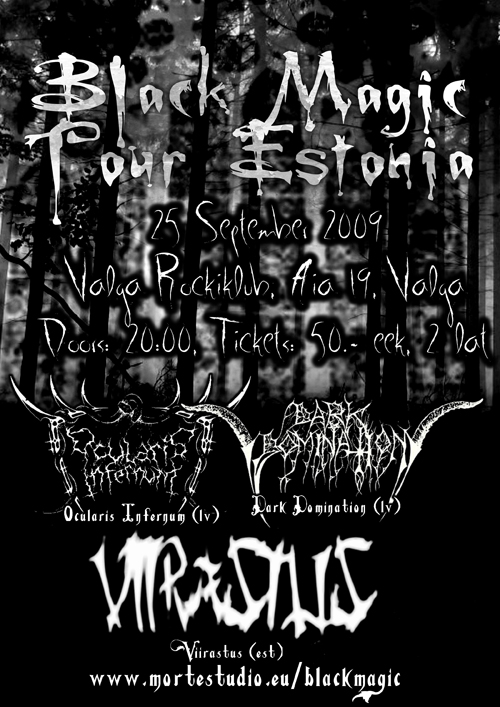 Black Magic
Tour Estonia
25 September 2009
Valga Rockiklub, Aia 19, Valga
Doors: 20:00, Tickets: 50.- eek, 2 lat
Ocularis
Infernum
DARK
DOMINATION
Ocularis Infernum (lv)
Dark Domination (lv)
VIIRASTUS
Viirastus (est)
www.mortestudio.eu/blackmagic